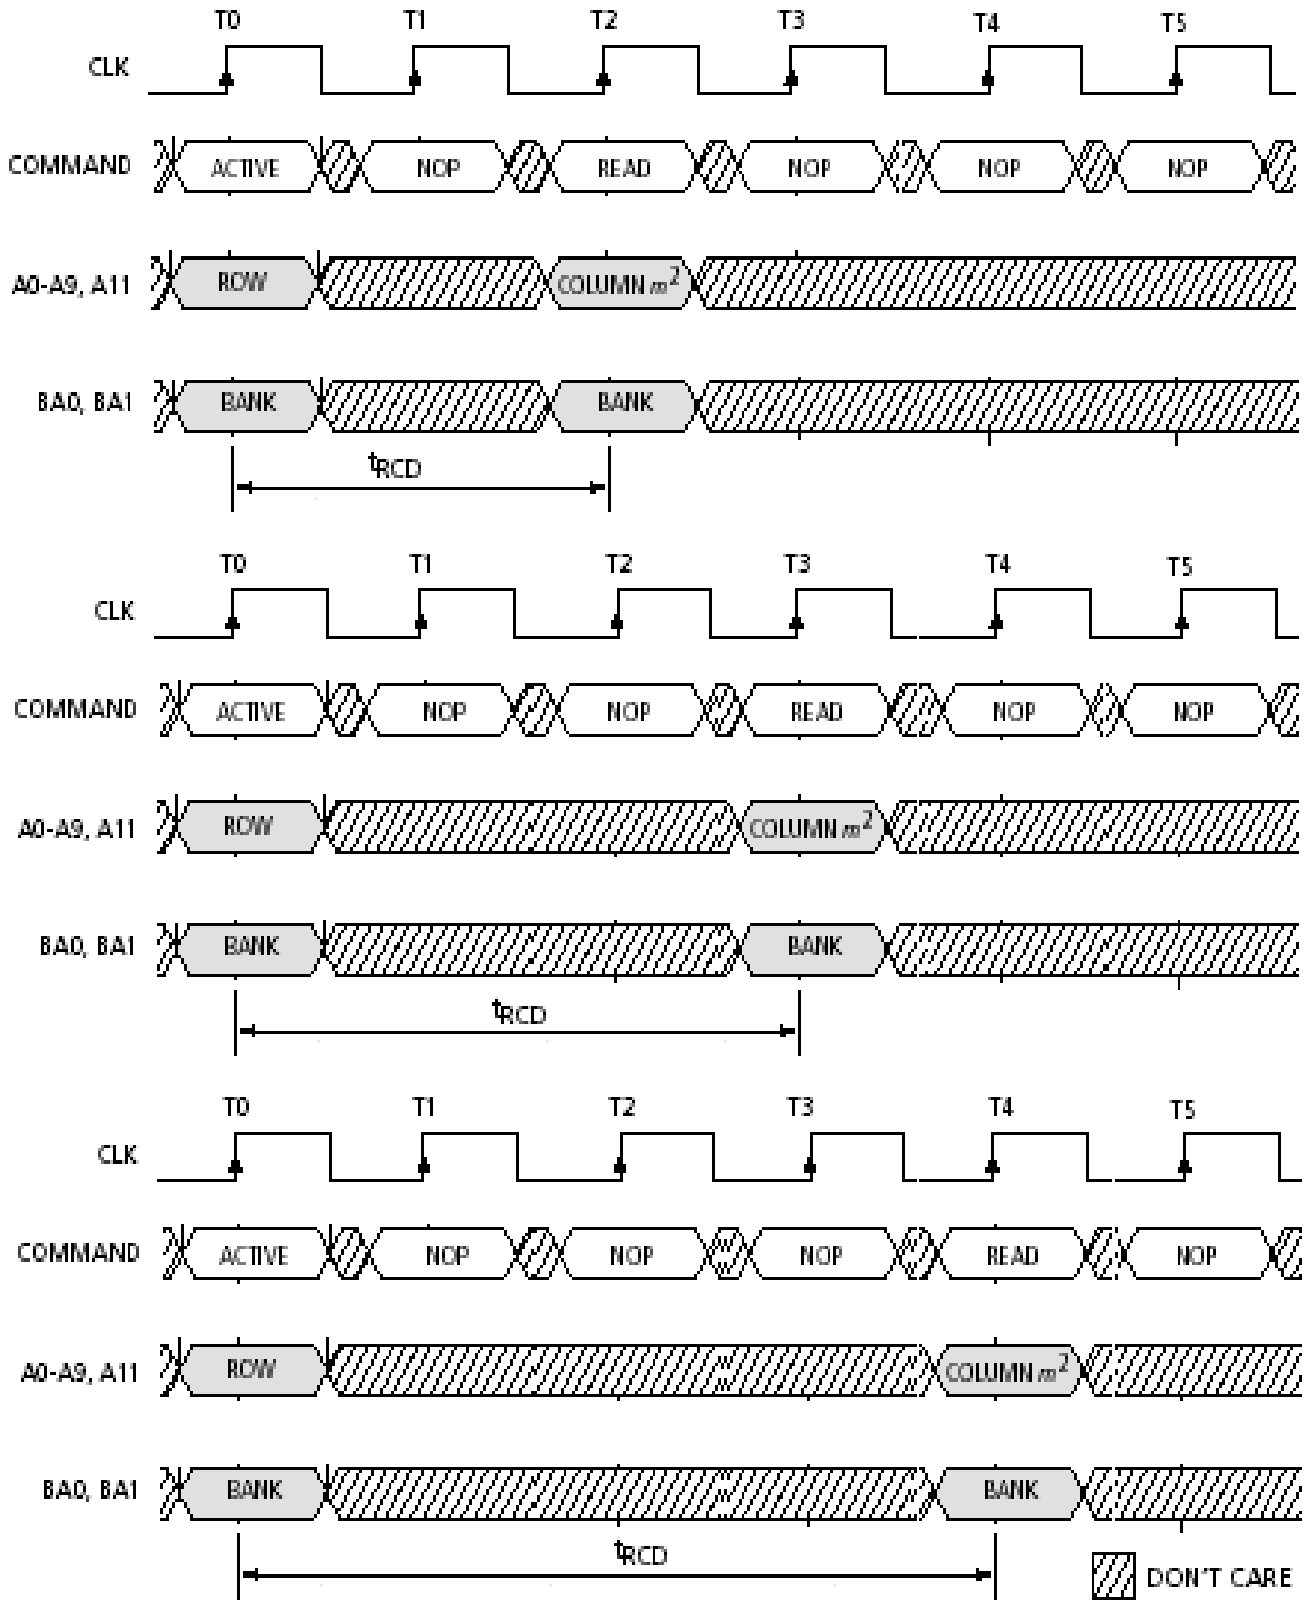 T0 T1 T2 T3 T4 T5
CLK
COMMAND ACTIVE NOP READ NOP NOP NOP
A0-A9, A11 ROW COLUMN m²
BA0, BA1 BANK BANK
tRCD
T0 T1 T2 T3 T4 T5
CLK
COMMAND ACTIVE NOP NOP READ NOP NOP
A0-A9, A11 ROW COLUMN m²
BA0, BA1 BANK BANK
tRCD
T0 T1 T2 T3 T4 T5
CLK
COMMAND ACTIVE NOP NOP NOP READ NOP
A0-A9, A11 ROW COLUMN m²
BA0, BA1 BANK BANK
tRCD
DON'T CARE